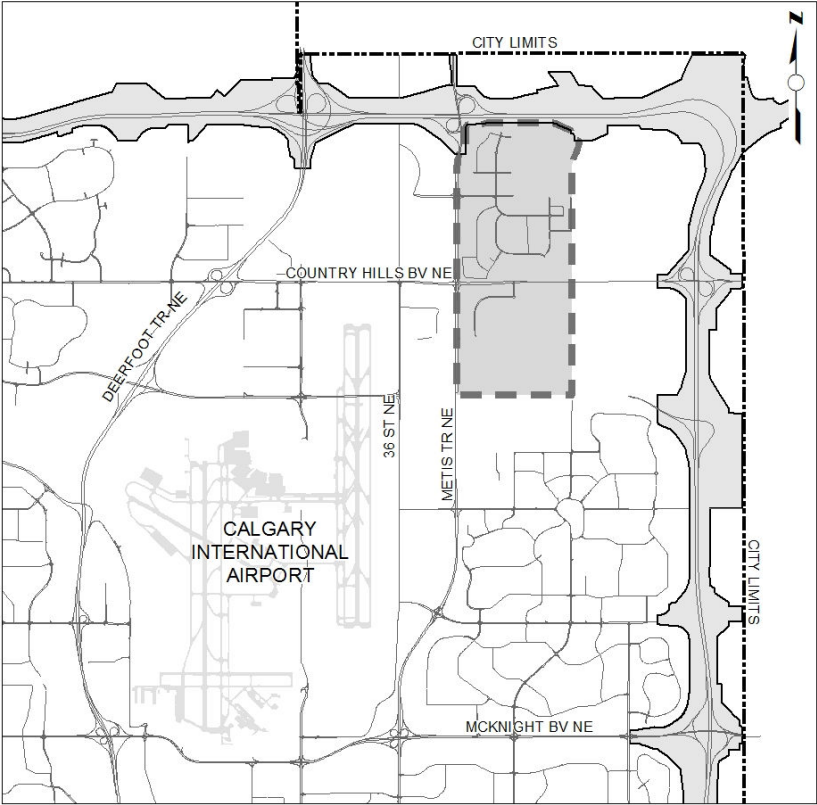 N
CITY LIMITS
COUNTRY HILLS BV NE
DEERFOOT TR NE
36 ST NE
METIS TR NE
CALGARY
INTERNATIONAL
AIRPORT
CITY LIMITS
MCKNIGHT BV NE